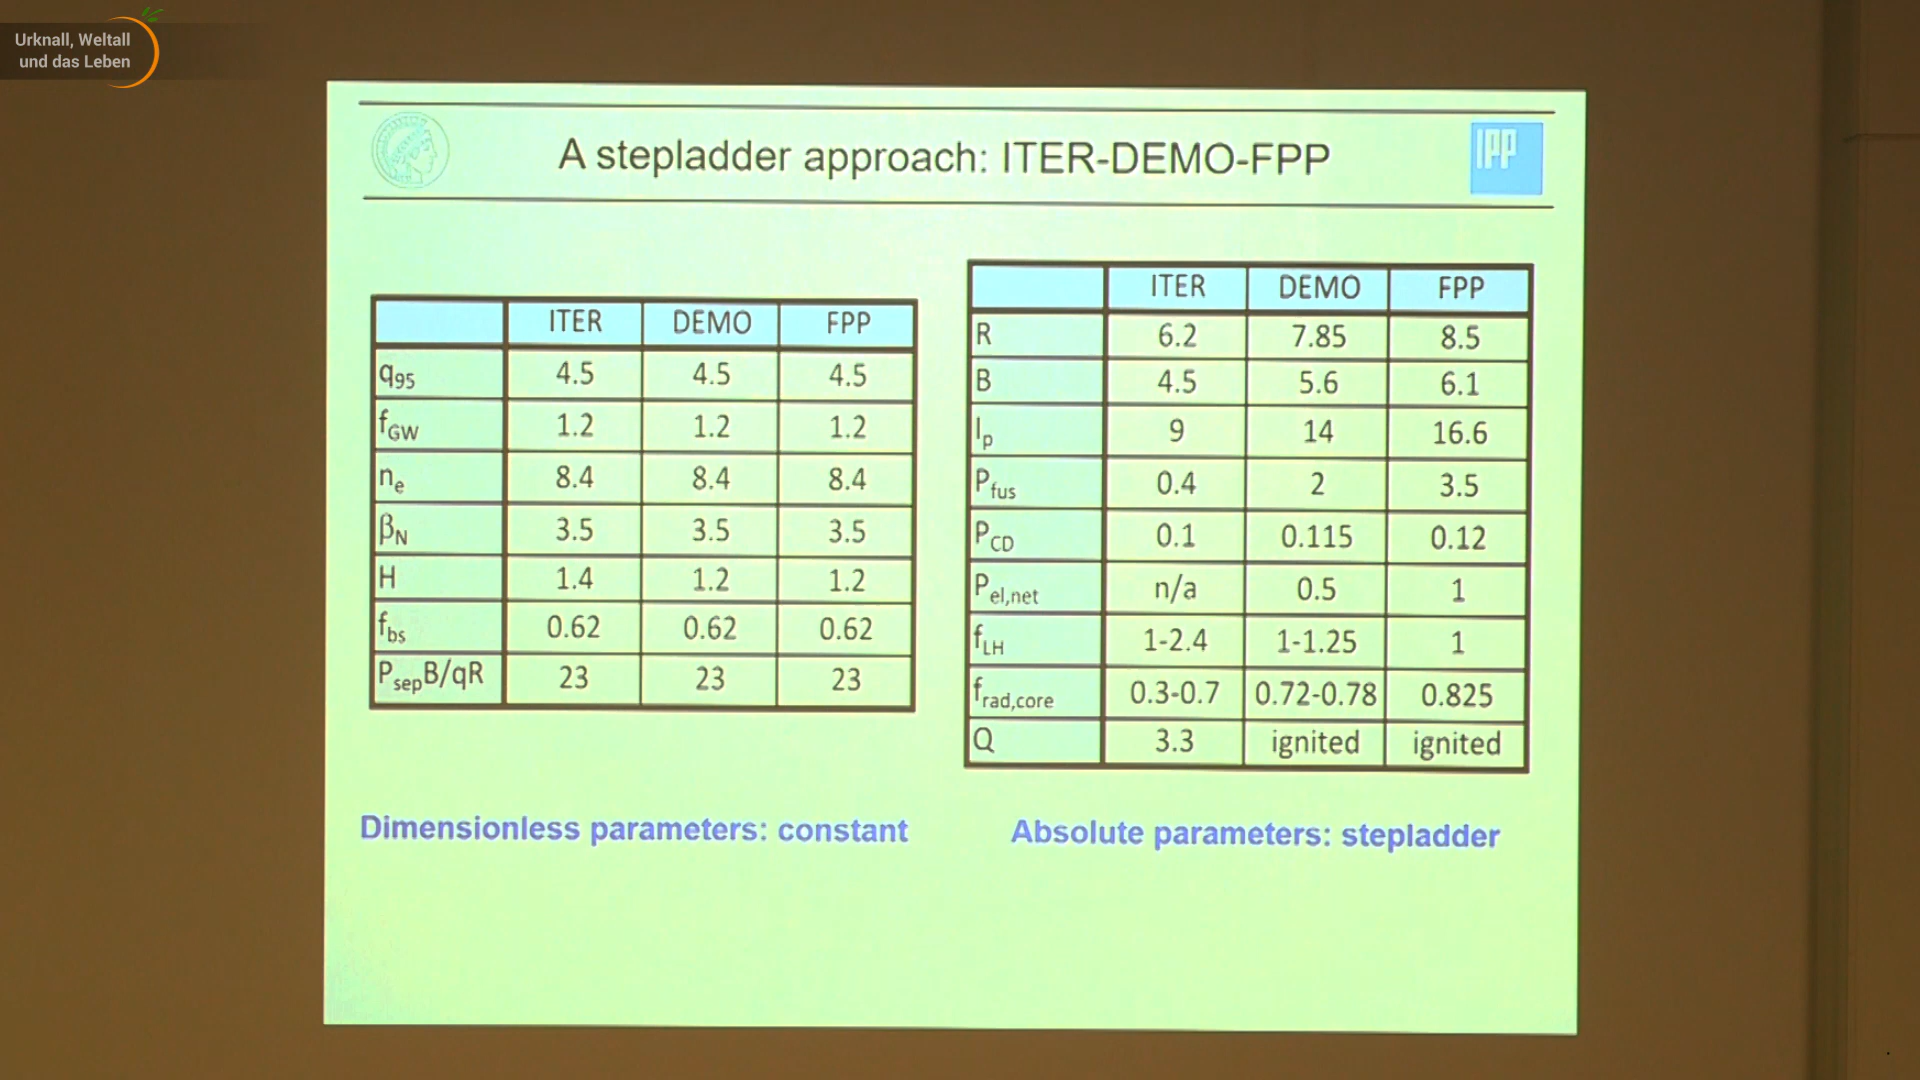 Urknall, Weltall
und das Leben
A stepladder approach: ITER-DEMO-FPP
IPP
ITER DEMO FPP
q95 4.5 4.5 4.5
fGW 1.2 1.2 1.2
ne 8.4 8.4 8.4
βN 3.5 3.5 3.5
H 1.4 1.2 1.2
fbs 0.62 0.62 0.62
PsepB/qR 23 23 23
Dimensionless parameters: constant
ITER DEMO FPP
R 6.2 7.85 8.5
B 4.5 5.6 6.1
Ip 9 14 16.6
Pfus 0.4 2 3.5
PCD 0.1 0.115 0.12
Pel,net n/a 0.5 1
fLH 1-2.4 1-1.25 1
frad,core 0.3-0.7 0.72-0.78 0.825
Q 3.3 ignited ignited
Absolute parameters: stepladder